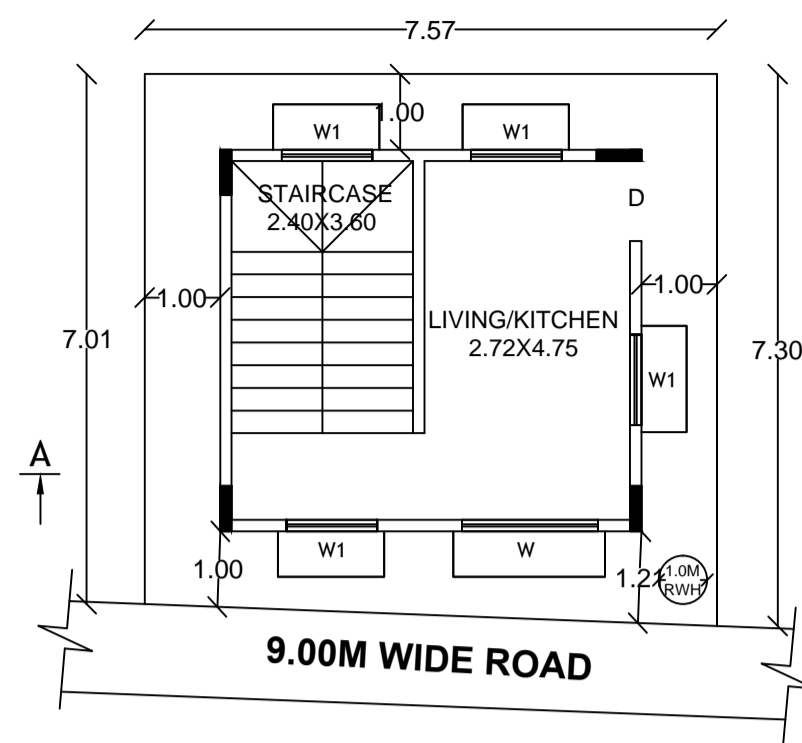 7.57
1.00
W1
W1
STAIRCASE
2.40X3.60
D
1.00
1.00
LIVING/KITCHEN
2.72X4.75
7.01
7.30
W1
A
W1
W
1.00
1.21
1.0M
RWH
9.00M WIDE ROAD